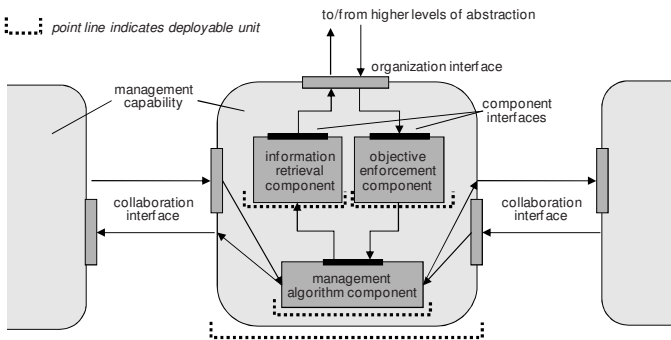 to/from higher levels of abstraction
point line indicates deployable unit
organization interface
management
capability
component
interfaces
information
retrieval
component
objective
enforcement
component
collaboration
interface
collaboration
interface
management
algorithm component